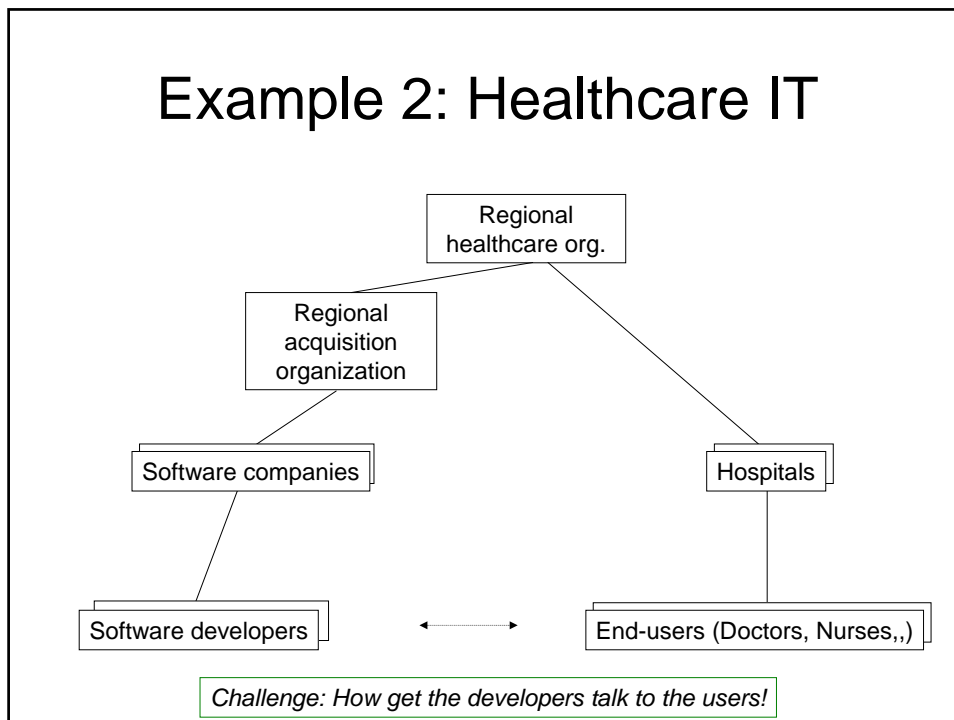 Example 2: Healthcare IT
Regional
healthcare org.
Regional
acquisition
organization
Software companies
Hospitals
Software developers
End-users (Doctors, Nurses,,)
Challenge: How get the developers talk to the users!